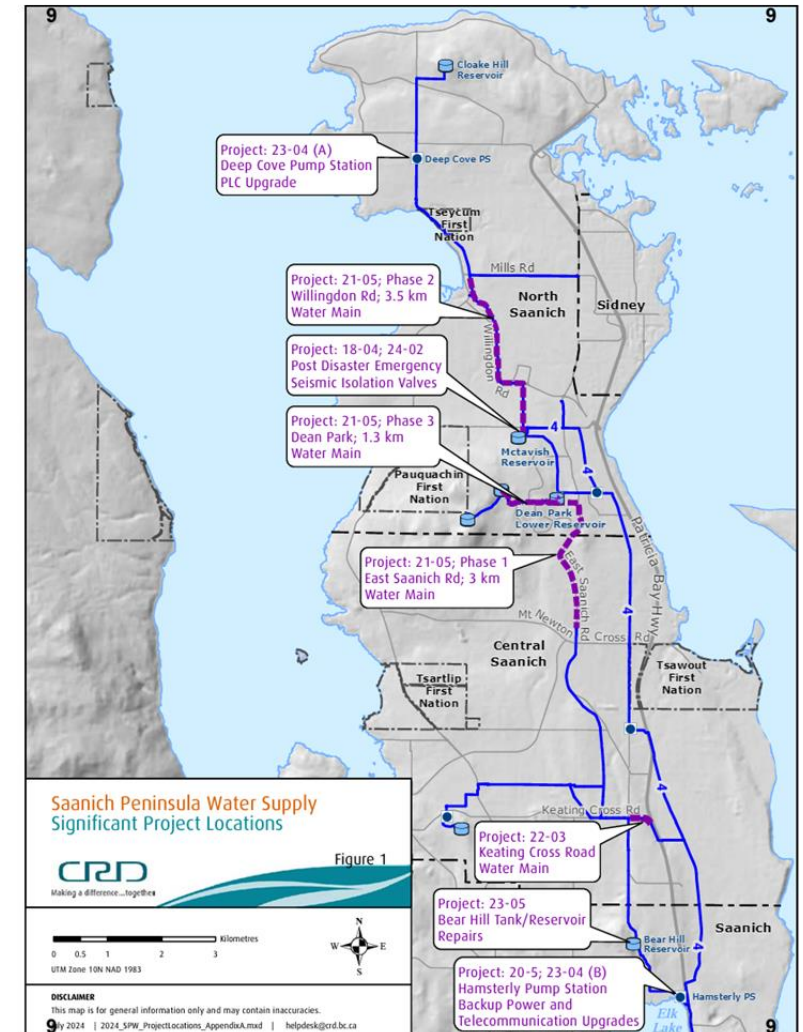 9
9
Cloake Hill
Reservoir
Project: 23-04 (A)
Deep Cove Pump Station
PLC Upgrade
Deep Cove PS
Tseycum
First
Nation
Mills Rd
Project: 21-05; Phase 2
Willingdon Rd; 3.5 km
Water Main
North
Saanich
Sidney
Willingdon
Rd
Project: 18-04; 24-02
Post Disaster Emergency
Seismic Isolation Valves
Project: 21-05; Phase 3
Dean Park; 1.3 km
Water Main
4
Mctavish
Reservoir
4
Pauquachin
First
Nation
Dean Park
Lower Reservoir
Patricia Bay Hwy
Project: 21-05; Phase 1
East Saanich Rd; 3 km
Water Main
East Saanich Rd
4
Mt Newton Cross Rd
Central
Saanich
Tsawout
First
Nation
Tsartlip
First
Nation
4
Saanich Peninsula Water Supply
Significant Project Locations
Keating Cross Rd
Project: 22-03
Keating Cross Road
Water Main
Figure 1
CRD
Making a difference...together
Project: 23-05
Bear Hill Tank/Reservoir
Repairs
Saanich
Bear Hill
Reservoir
4
Kilometres
0 0.5 1 2 3
UTM Zone 10N NAD 1983
N
W E
S
Project: 20-5; 23-04 (B)
Hamsterly Pump Station
Backup Power and
Telecommunication Upgrades
Hamsterly PS
Elk
Lake
DISCLAIMER
This map is for general information only and may contain inaccuracies.
2024 | 2024_SPW_ProjectLocations_AppendixA.mxd | helpdesk@crd.bc.ca
9
9